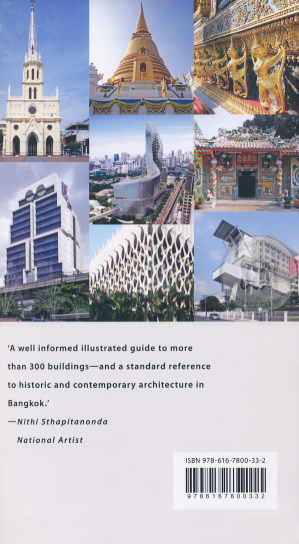 'A well informed illustrated guide to more
than 300 buildings—and a standard reference
to historic and contemporary architecture in
Bangkok.'
—Nithi Sthapitanonda
National Artist
ISBN 978-616-7800-33-2
9786167800332